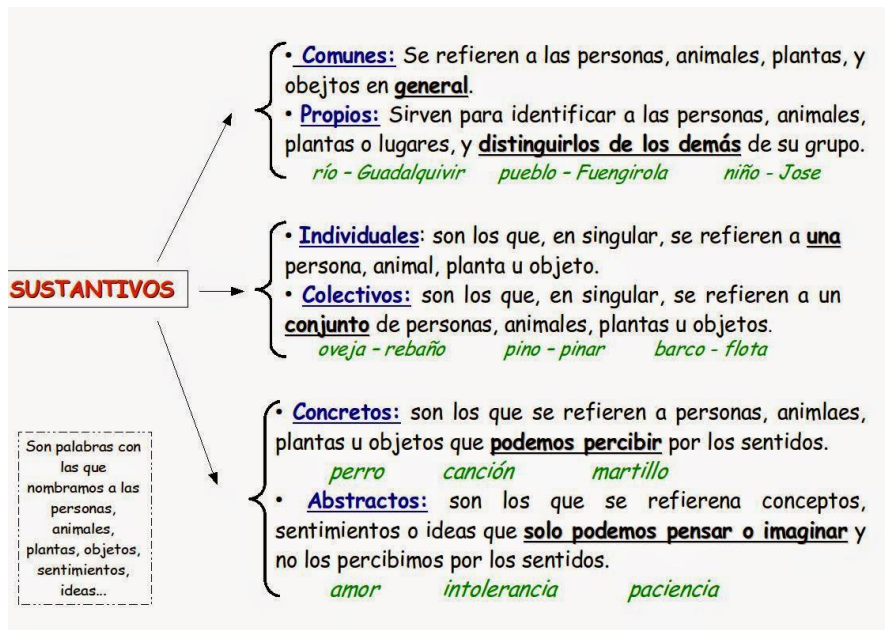 • Comunes: Se refieren a las personas, animales, plantas, y
obejtos en general.
• Propios: Sirven para identificar a las personas, animales,
plantas o lugares, y distinguirlos de los demás de su grupo.
río – Guadalquivir pueblo – Fuengirola niño - Jose
• Individuales: son los que, en singular, se refieren a una
persona, animal, planta u objeto.
• Colectivos: son los que, en singular, se refieren a un
conjunto de personas, animales, plantas u objetos.
oveja – rebaño pino – pinar barco - flota
SUSTANTIVOS
• Concretos: son los que se refieren a personas, animlaes,
plantas u objetos que podemos percibir por los sentidos.
perro canción martillo
• Abstractos: son los que se refierena conceptos,
sentimientos o ideas que solo podemos pensar o imaginar y
no los percibimos por los sentidos.
amor intolerancia paciencia
Son palabras con
las que
nombramos a las
personas,
animales,
plantas, objetos,
sentimientos,
ideas...